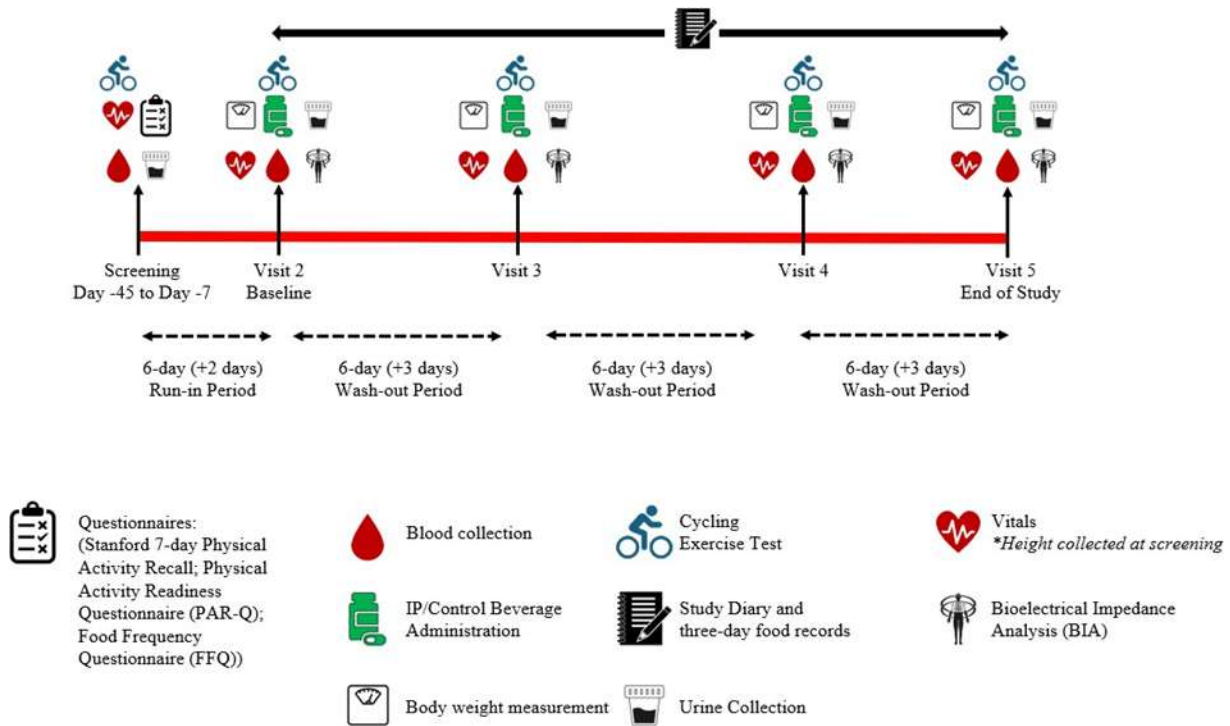 Screening
Day -45 to Day -7
Visit 2
Baseline
Visit 3
Visit 4
Visit 5
End of Study
6-day (+2 days)
Run-in Period
6-day (+3 days)
Wash-out Period
6-day (+3 days)
Wash-out Period
6-day (+3 days)
Wash-out Period
Questionnaires:
(Stanford 7-day Physical
Activity Recall; Physical
Activity Readiness
Questionnaire (PAR-Q);
Food Frequency
Questionnaire (FFQ))
Blood collection
Cycling
Exercise Test
Vitals
*Height collected at screening
IP/Control Beverage
Administration
Study Diary and
three-day food records
Bioelectrical Impedance
Analysis (BIA)
Body weight measurement
Urine Collection